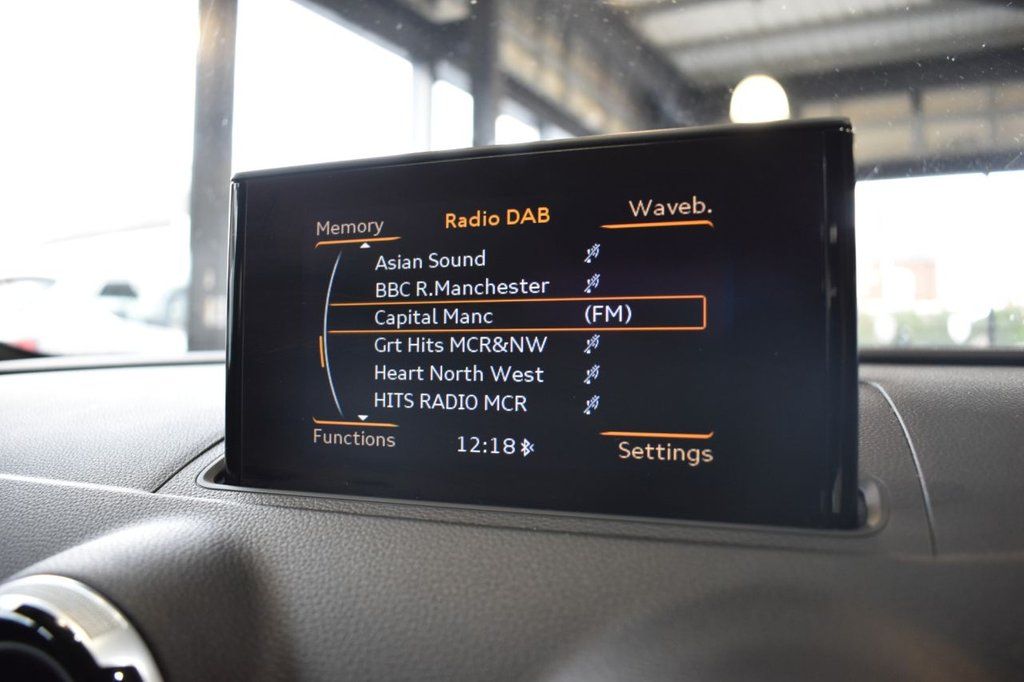 Memory
Radio DAB
Waveb.
Asian Sound
BBC R.Manchester
Capital Manc (FM)
Grt Hits MCR&NW
Heart North West
HITS RADIO MCR
Functions
12:18
Settings